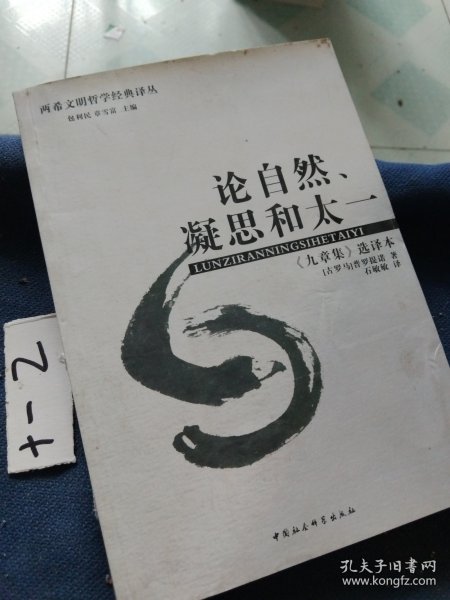 两希文明哲学经典译丛
包利民 章雪富 主编
论自然、
凝思和太一
LUNZIRANNINGSIHETAIYI
《九章集》选译本
[古罗马]普罗提诺 著
石敏敏 译
+-2
中国社会科学出版社
孔夫子旧书网
www.kongfz.com